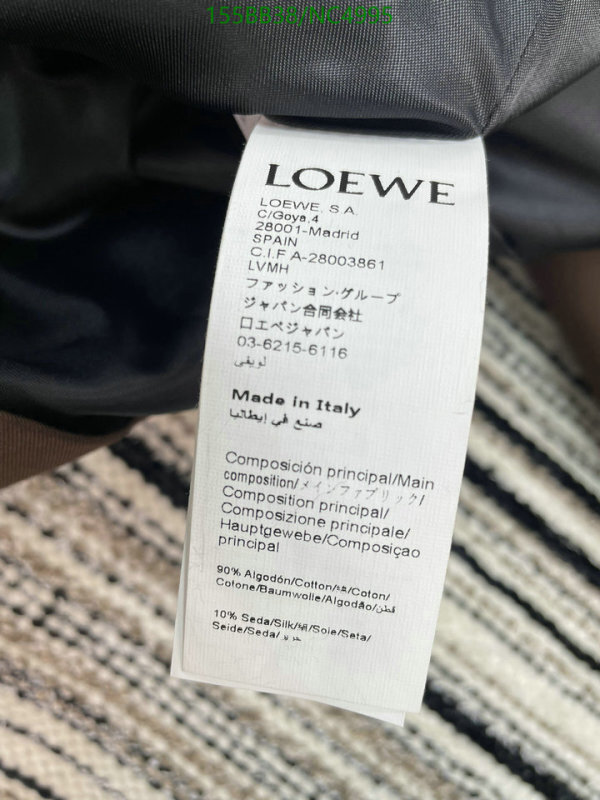 155BB38/NC4995
LOEWE
LOEWE, S.A.
C/Goya,4
28001-Madrid
SPAIN
C.I.F A-28003861
LVMH
ファッション·グループ
ジャパン合同会社
ロエベジャパン
03-6215-6116
لويفي
Made in Italy
صنع في إيطاليا
Composición principal/Main
composition/メインファブリック/
Composition principal/
Composizione principale/
Hauptgewebe/Composiçao
principal
90% Algodón/Cotton/綿/Coton/
Cotone/Baumwolle/Algodão/قطن
10% Seda/Silk/絹/Soie/Seta/
Seide/Seda/حرير